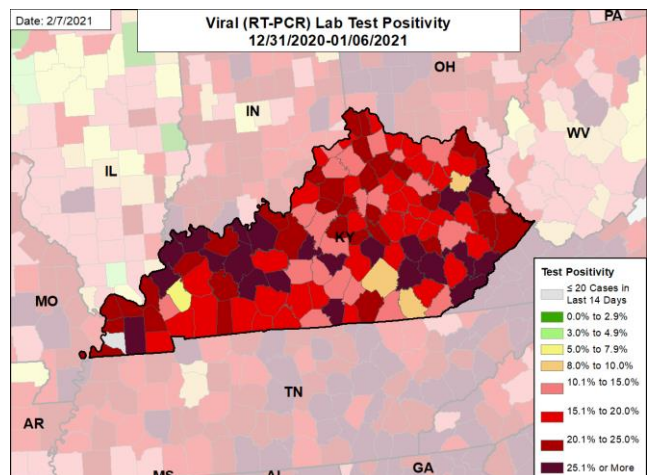 Date: 2/7/2021
Viral (RT-PCR) Lab Test Positivity
12/31/2020-01/06/2021
PA
OH
IN
WV
IL
KY
MO
TN
AR
MS
AL
GA
Test Positivity
≤ 20 Cases in
Last 14 Days
0.0% to 2.9%
3.0% to 4.9%
5.0% to 7.9%
8.0% to 10.0%
10.1% to 15.0%
15.1% to 20.0%
20.1% to 25.0%
25.1% or More